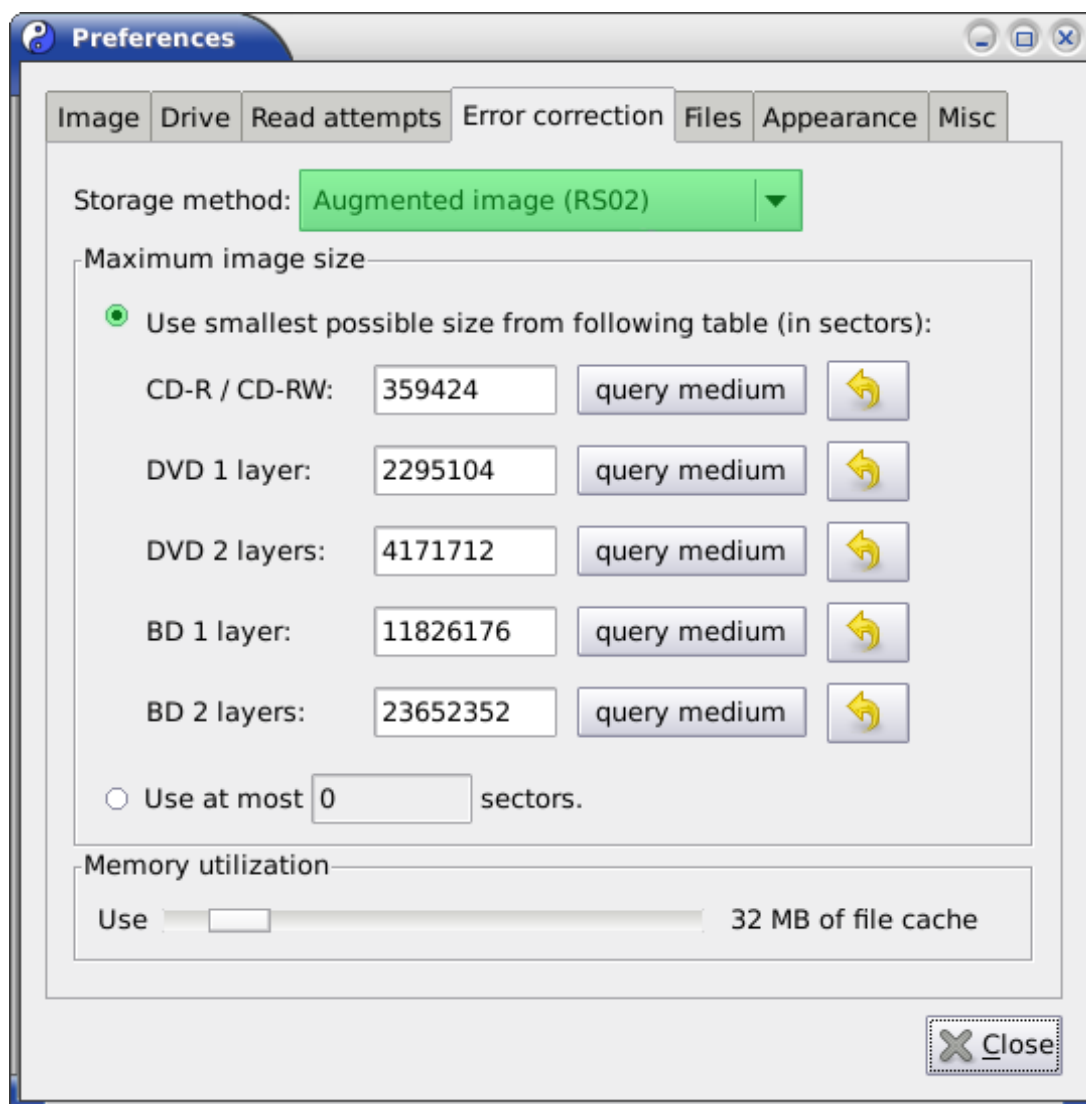 Preferences
Image Drive Read attempts Error correction Files Appearance Misc
Storage method: Augmented image (RS02)
Maximum image size
Use smallest possible size from following table (in sectors):
CD-R / CD-RW: 359424 query medium
DVD 1 layer: 2295104 query medium
DVD 2 layers: 4171712 query medium
BD 1 layer: 11826176 query medium
BD 2 layers: 23652352 query medium
Use at most 0 sectors.
Memory utilization
Use 32 MB of file cache
Close